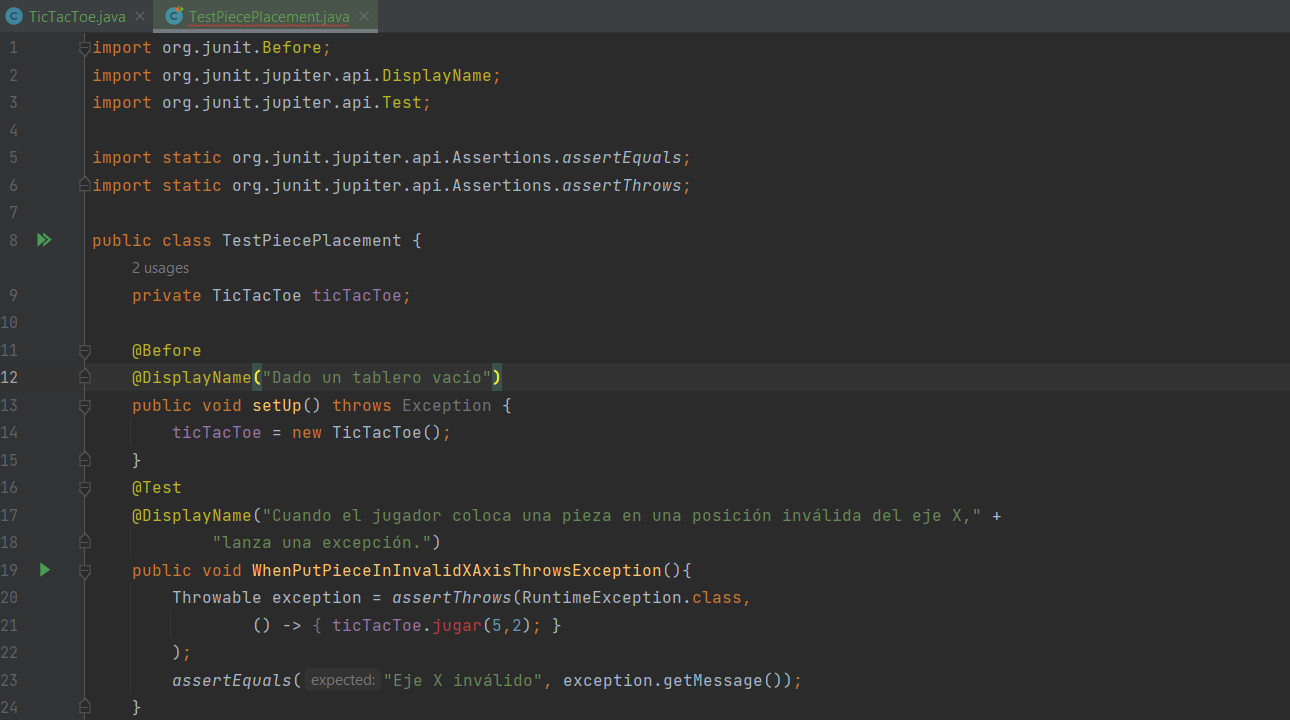 TicTacToe.java TestPiecePlacement.java
1 import org.junit.Before;
2 import org.junit.jupiter.api.DisplayName;
3 import org.junit.jupiter.api.Test;
4
5 import static org.junit.jupiter.api.Assertions.assertEquals;
6 import static org.junit.jupiter.api.Assertions.assertThrows;
7
8 public class TestPiecePlacement {
2 usages
9 private TicTacToe ticTacToe;
10
11 @Before
12 @DisplayName("Dado un tablero vacío")
13 public void setUp() throws Exception {
14 ticTacToe = new TicTacToe();
15 }
16 @Test
17 @DisplayName("Cuando el jugador coloca una pieza en una posición inválida del eje X," +
18 "lanza una excepción.")
19 public void WhenPutPieceInInvalidXAxisThrowsException(){
20 Throwable exception = assertThrows(RuntimeException.class,
21 () -> { ticTacToe.jugar(5,2); }
22 );
23 assertEquals( expected: "Eje X inválido", exception.getMessage());
24 }